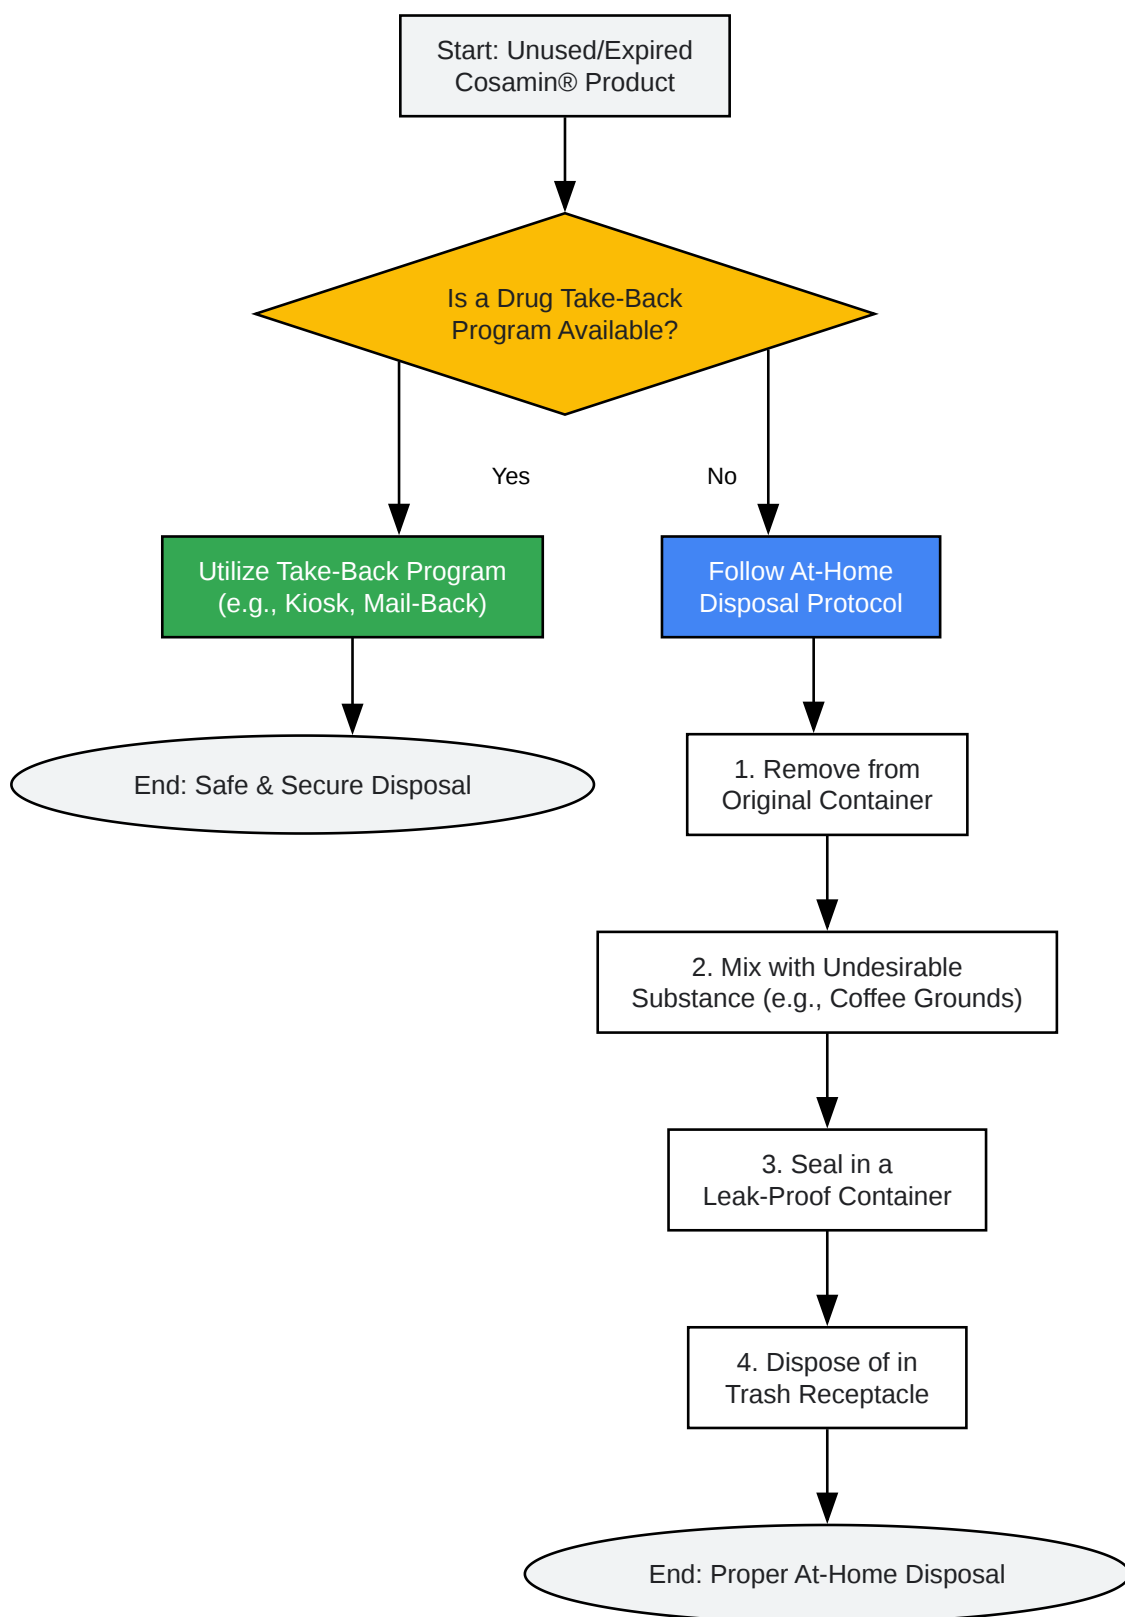 Start: Unused/Expired
Cosamin® Product
Is a Drug Take-Back
Program Available?
Yes
No
Utilize Take-Back Program
(e.g., Kiosk, Mail-Back)
Follow At-Home
Disposal Protocol
End: Safe & Secure Disposal
1. Remove from
Original Container
2. Mix with Undesirable
Substance (e.g., Coffee Grounds)
3. Seal in a
Leak-Proof Container
4. Dispose of in
Trash Receptacle
End: Proper At-Home Disposal